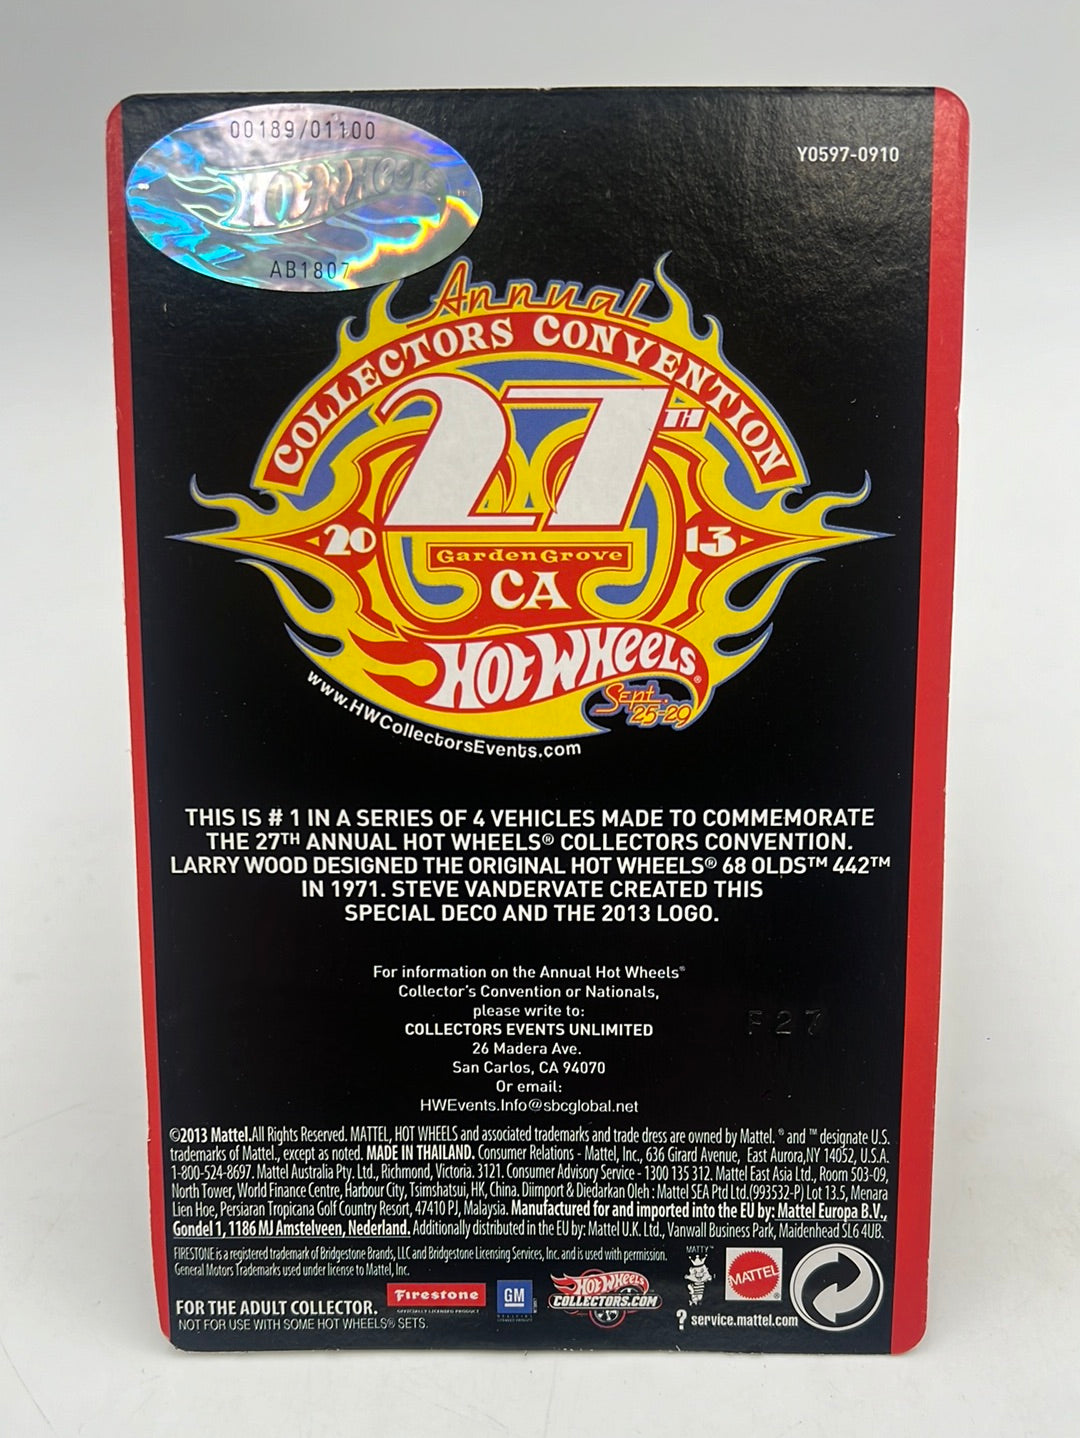 00189/01100
HOT WHEELS
AB1807
Y0597-0910
Annual
COLLECTORS CONVENTION
27TH
2013
GardenGrove
CA
HOT WHEELS®
Sept.
25-29
www.HWCollectorsEvents.com
THIS IS # 1 IN A SERIES OF 4 VEHICLES MADE TO COMMEMORATE
THE 27TH ANNUAL HOT WHEELS® COLLECTORS CONVENTION.
LARRY WOOD DESIGNED THE ORIGINAL HOT WHEELS® 68 OLDS™ 442™
IN 1971. STEVE VANDERVATE CREATED THIS
SPECIAL DECO AND THE 2013 LOGO.
For information on the Annual Hot Wheels®
Collector's Convention or Nationals,
please write to:
COLLECTORS EVENTS UNLIMITED
26 Madera Ave.
San Carlos, CA 94070
Or email:
HWEvents.Info@sbcglobal.net
F27
©2013 Mattel.All Rights Reserved. MATTEL, HOT WHEELS and associated trademarks and trade dress are owned by Mattel. ® and ™ designate U.S.
trademarks of Mattel., except as noted. MADE IN THAILAND. Consumer Relations - Mattel, Inc., 636 Girard Avenue, East Aurora,NY 14052, U.S.A.
1-800-524-8697. Mattel Australia Pty. Ltd., Richmond, Victoria. 3121. Consumer Advisory Service - 1300 135 312. Mattel East Asia Ltd., Room 503-09,
North Tower, World Finance Centre, Harbour City, Tsimshatsui, HK, China. Diimport & Diedarkan Oleh : Mattel SEA Ptd Ltd.(993532-P) Lot 13.5, Menara
Lien Hoe, Persiaran Tropicana Golf Country Resort, 47410 PJ, Malaysia. Manufactured for and imported into the EU by: Mattel Europa B.V.,
Gondel 1, 1186 MJ Amstelveen, Nederland. Additionally distributed in the EU by: Mattel U.K. Ltd., Vanwall Business Park, Maidenhead SL6 4UB.
FIRESTONE is a registered trademark of Bridgestone Brands, LLC and Bridgestone Licensing Services, Inc. and is used with permission.
General Motors Trademarks used under license to Mattel, Inc.
FOR THE ADULT COLLECTOR.
NOT FOR USE WITH SOME HOT WHEELS® SETS.
Firestone
OFFICIALLY LICENSED PRODUCT
GM
HOT WHEELS
COLLECTORS.COM
MATTY™
MATTEL®
? service.mattel.com